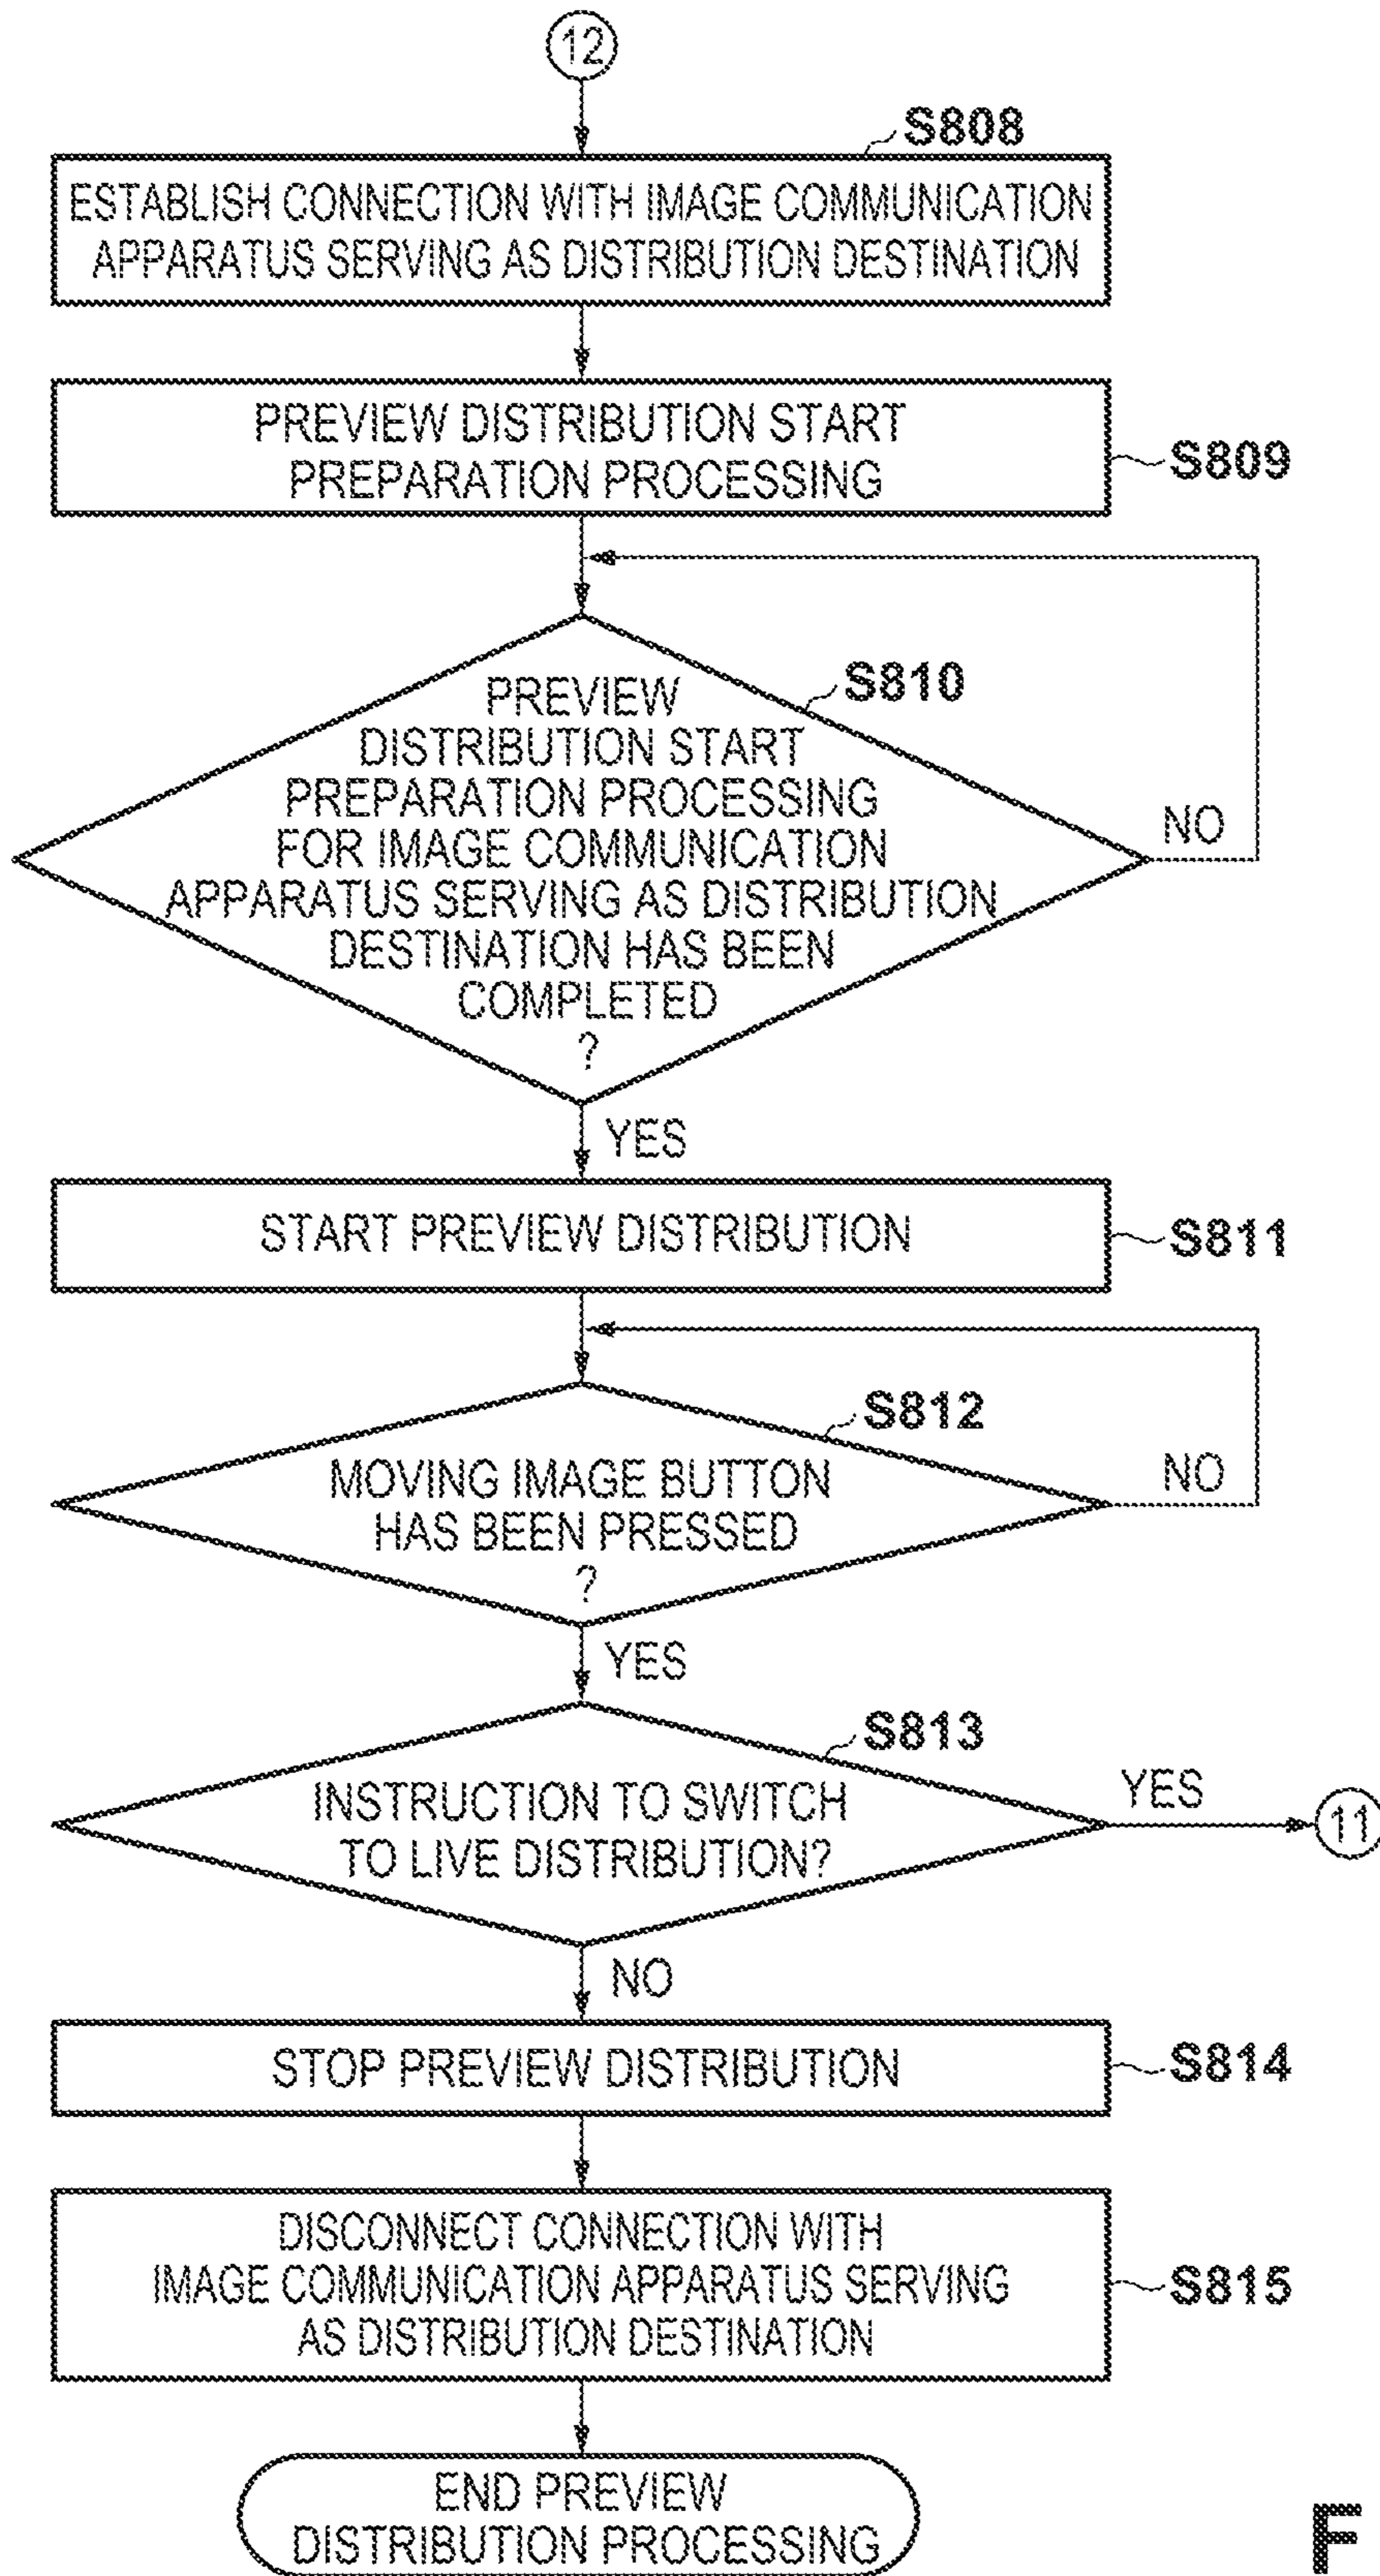 12
S808
ESTABLISH CONNECTION WITH IMAGE COMMUNICATION
APPARATUS SERVING AS DISTRIBUTION DESTINATION
PREVIEW DISTRIBUTION START
PREPARATION PROCESSING
S809
S810
PREVIEW
DISTRIBUTION START
PREPARATION PROCESSING
FOR IMAGE COMMUNICATION
APPARATUS SERVING AS DISTRIBUTION
DESTINATION HAS BEEN
COMPLETED
?
NO
YES
START PREVIEW DISTRIBUTION
S811
S812
MOVING IMAGE BUTTON
HAS BEEN PRESSED
?
NO
YES
S813
INSTRUCTION TO SWITCH
TO LIVE DISTRIBUTION?
YES
11
NO
STOP PREVIEW DISTRIBUTION
S814
DISCONNECT CONNECTION WITH
IMAGE COMMUNICATION APPARATUS SERVING
AS DISTRIBUTION DESTINATION
S815
END PREVIEW
DISTRIBUTION PROCESSING
F